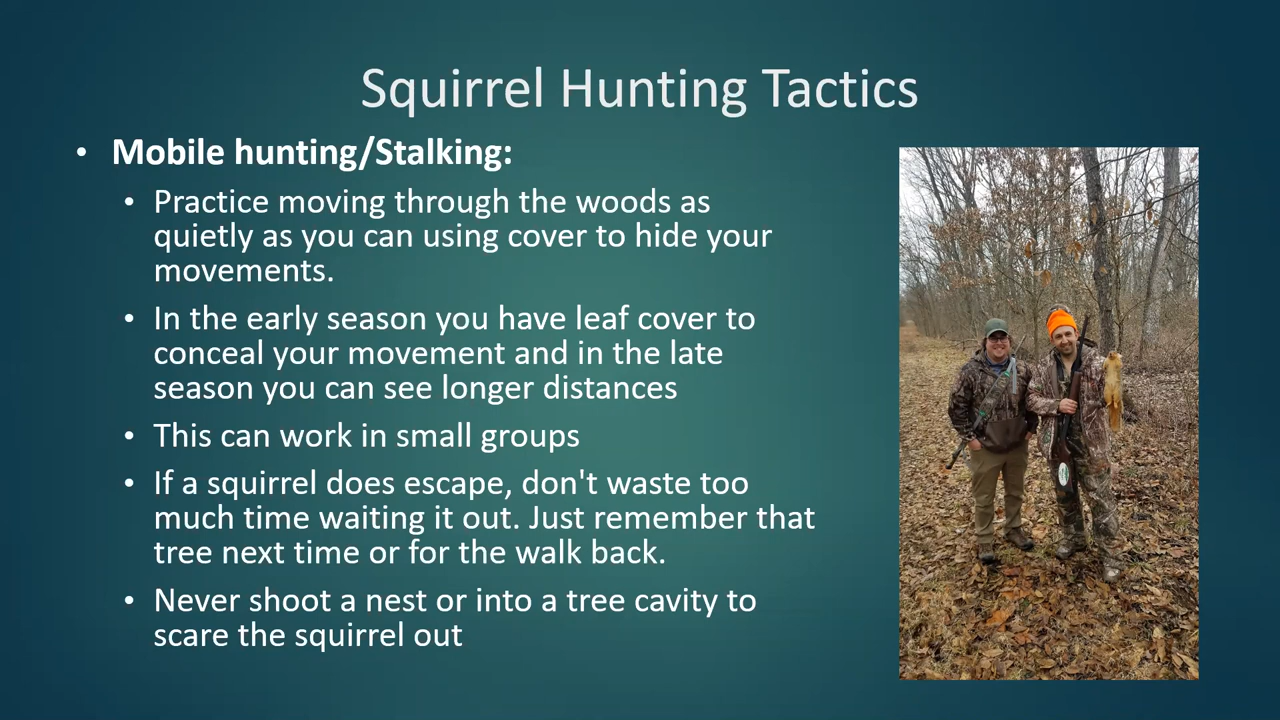 Squirrel Hunting Tactics
• Mobile hunting/Stalking:
• Practice moving through the woods as
quietly as you can using cover to hide your
movements.
• In the early season you have leaf cover to
conceal your movement and in the late
season you can see longer distances
• This can work in small groups
• If a squirrel does escape, don't waste too
much time waiting it out. Just remember that
tree next time or for the walk back.
• Never shoot a nest or into a tree cavity to
scare the squirrel out